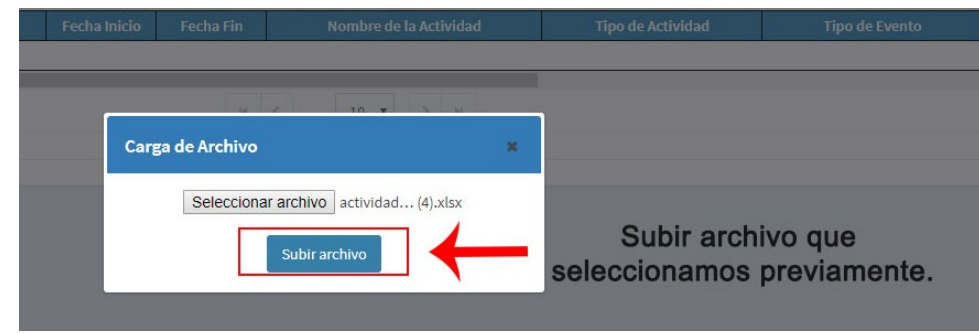 Fecha Inicio Fecha Fin Nombre de la Actividad Tipo de Actividad Tipo de Evento
10
Carga de Archivo
Seleccionar archivo actividad... (4).xlsx
Subir archivo
Subir archivo que
seleccionamos previamente.